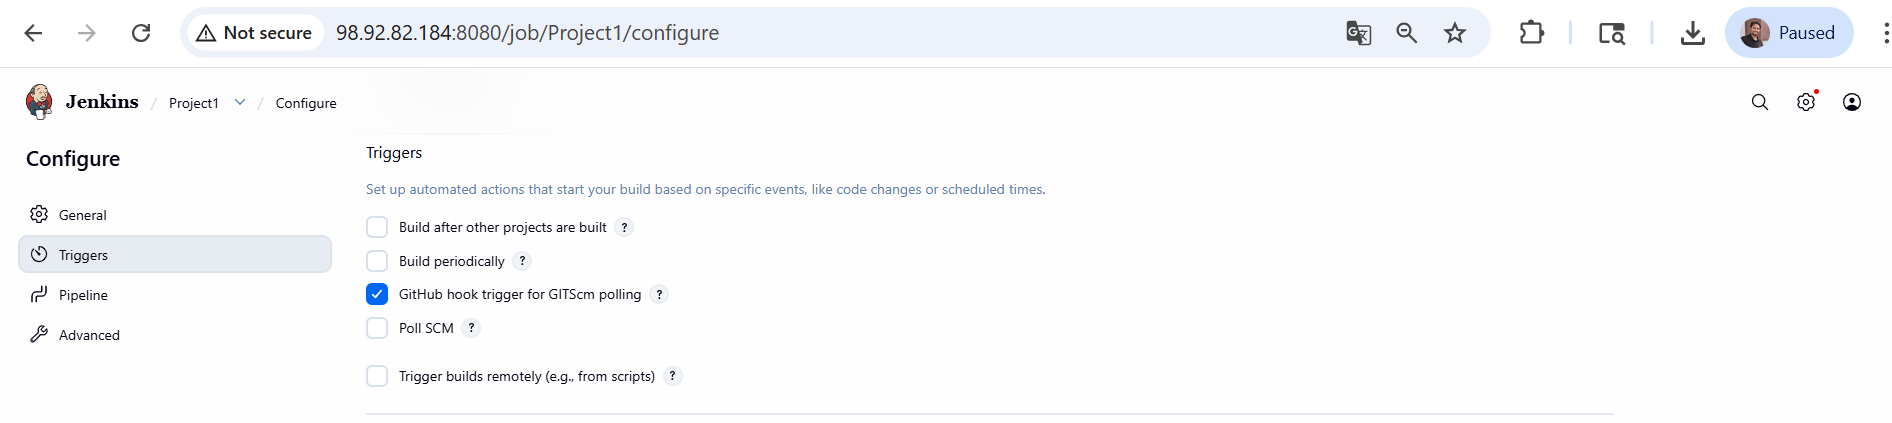 Not secure 98.92.82.184:8080/job/Project1/configure Paused
Jenkins / Project1 / Configure
Configure
General
Triggers
Pipeline
Advanced
Triggers
Set up automated actions that start your build based on specific events, like code changes or scheduled times.
Build after other projects are built ?
Build periodically ?
GitHub hook trigger for GITScm polling ?
Poll SCM ?
Trigger builds remotely (e.g., from scripts) ?